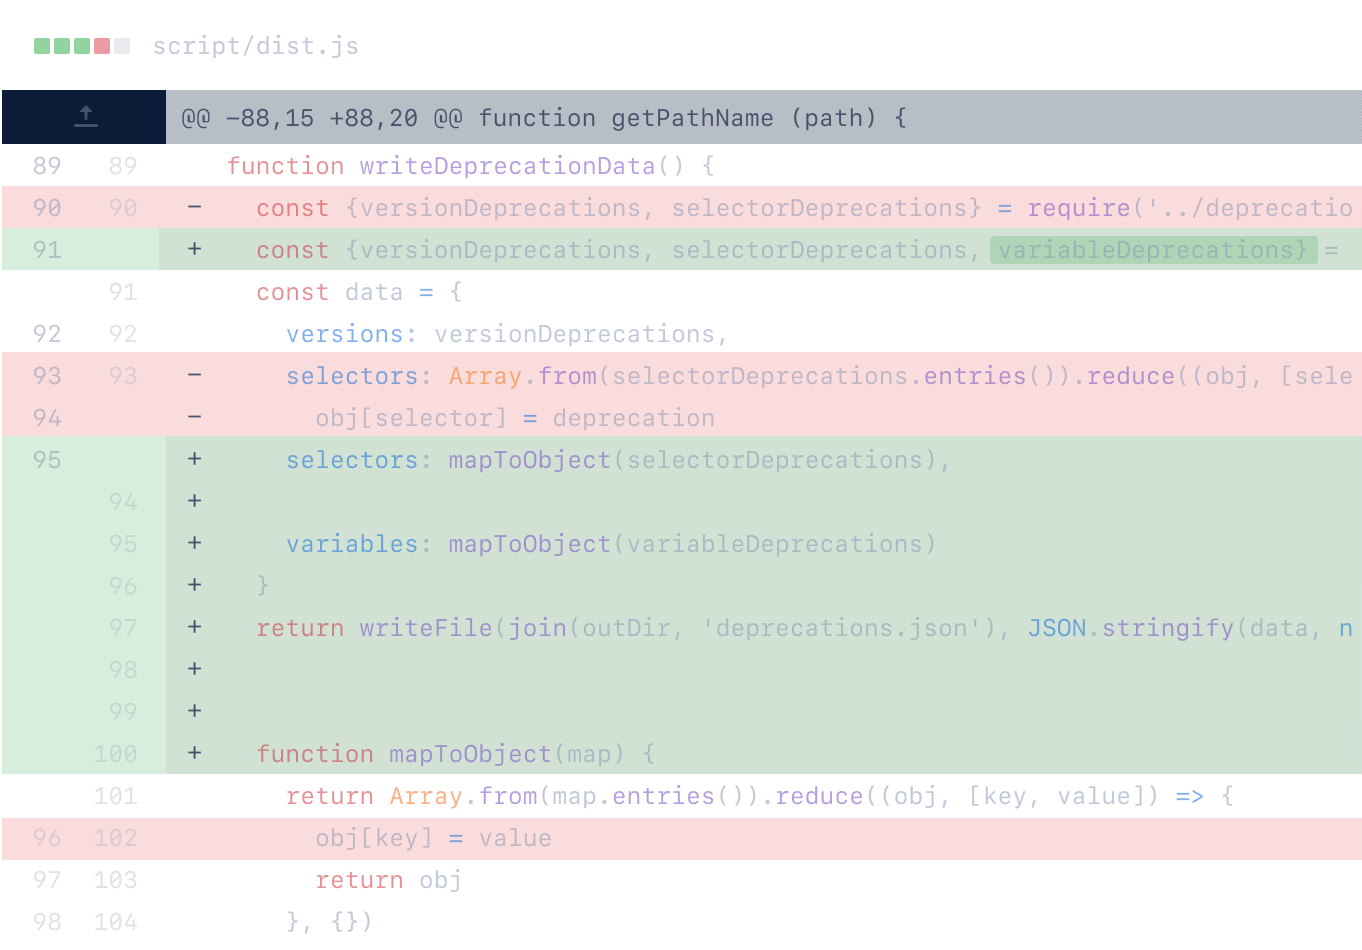 script/dist.js
@@ −88,15 +88,20 @@ function getPathName (path) {
89 89 function writeDeprecationData() {
90 90 − const {versionDeprecations, selectorDeprecations} = require('../deprecatio
91 + const {versionDeprecations, selectorDeprecations, variableDeprecations} =
91 const data = {
92 92 versions: versionDeprecations,
93 93 − selectors: Array.from(selectorDeprecations.entries()).reduce((obj, [sele
94 − obj[selector] = deprecation
95 + selectors: mapToObject(selectorDeprecations),
94 +
95 + variables: mapToObject(variableDeprecations)
96 + }
97 + return writeFile(join(outDir, 'deprecations.json'), JSON.stringify(data, n
98 +
99 +
100 + function mapToObject(map) {
101 return Array.from(map.entries()).reduce((obj, [key, value]) => {
96 102 obj[key] = value
97 103 return obj
98 104 }, {})